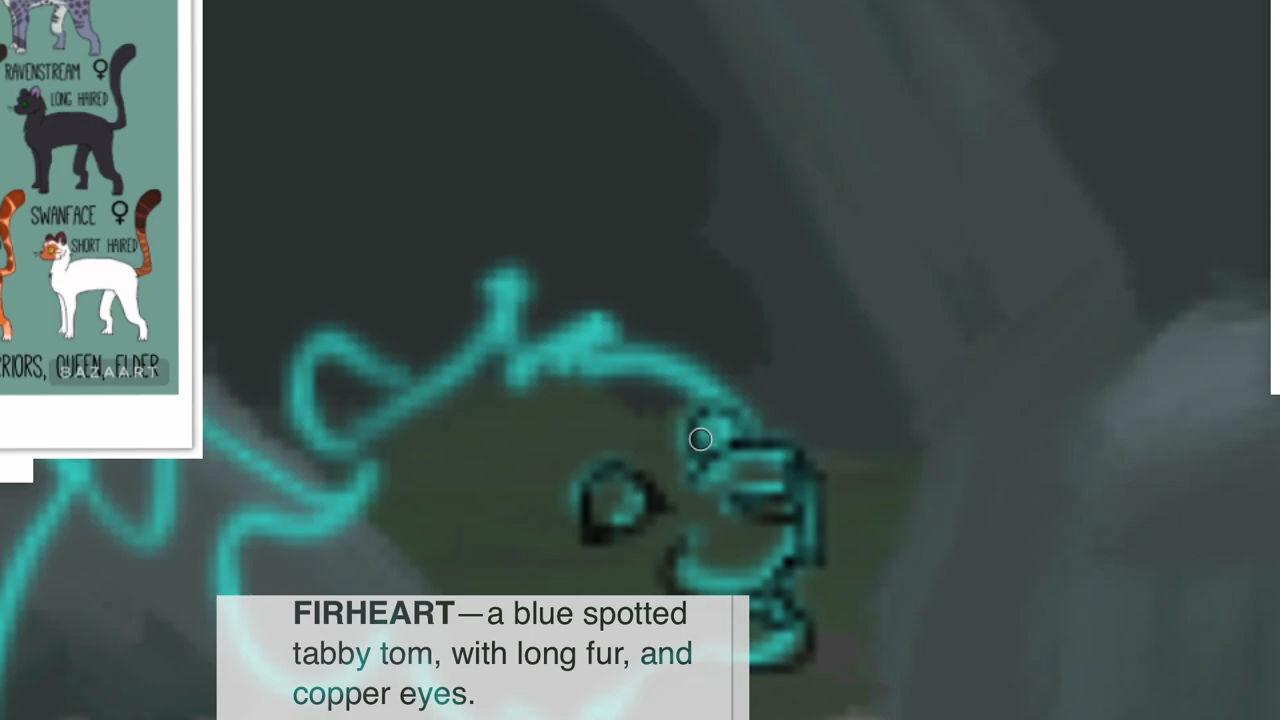 RAVENSTREAM ♀
LONG HAIRED
SWANFACE ♀
SHORT HAIRED
RRIORS, QUEEN, ELDER
BAZAART
FIRHEART—a blue spotted
tabby tom, with long fur, and
copper eyes.